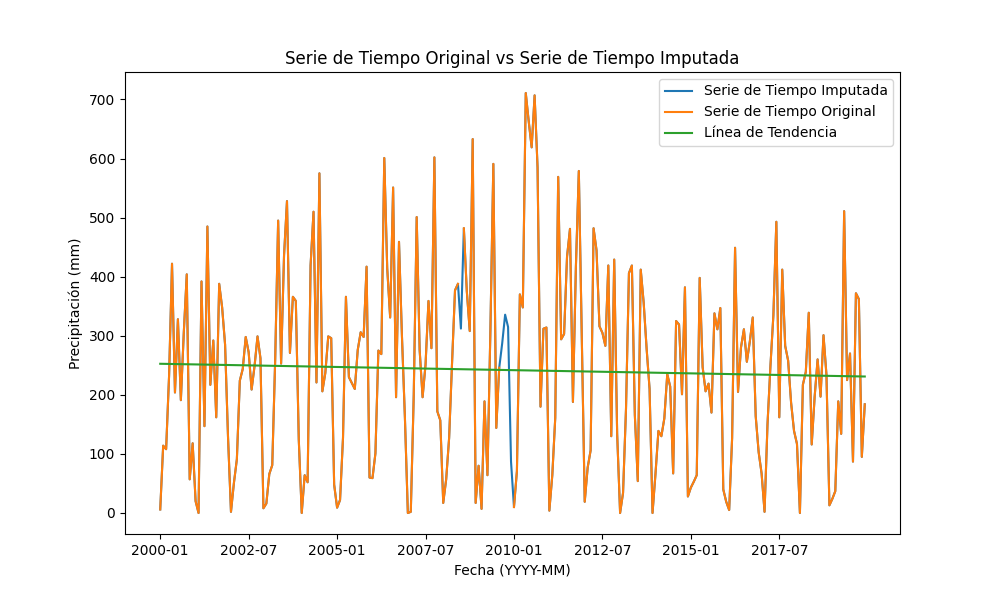 Serie de Tiempo Original vs Serie de Tiempo Imputada
Serie de Tiempo Imputada
Serie de Tiempo Original
Línea de Tendencia
Precipitación (mm)
700
600
500
400
300
200
100
0
2000-01 2002-07 2005-01 2007-07 2010-01 2012-07 2015-01 2017-07
Fecha (YYYY-MM)